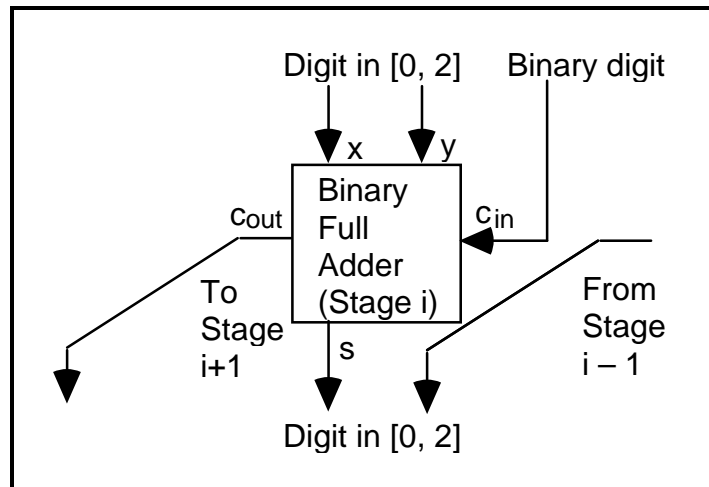 Digit in [0, 2]
Binary digit
x
y
Binary
Full
Adder
(Stage i)
cout
cin
To
Stage
i+1
From
Stage
i – 1
s
Digit in [0, 2]